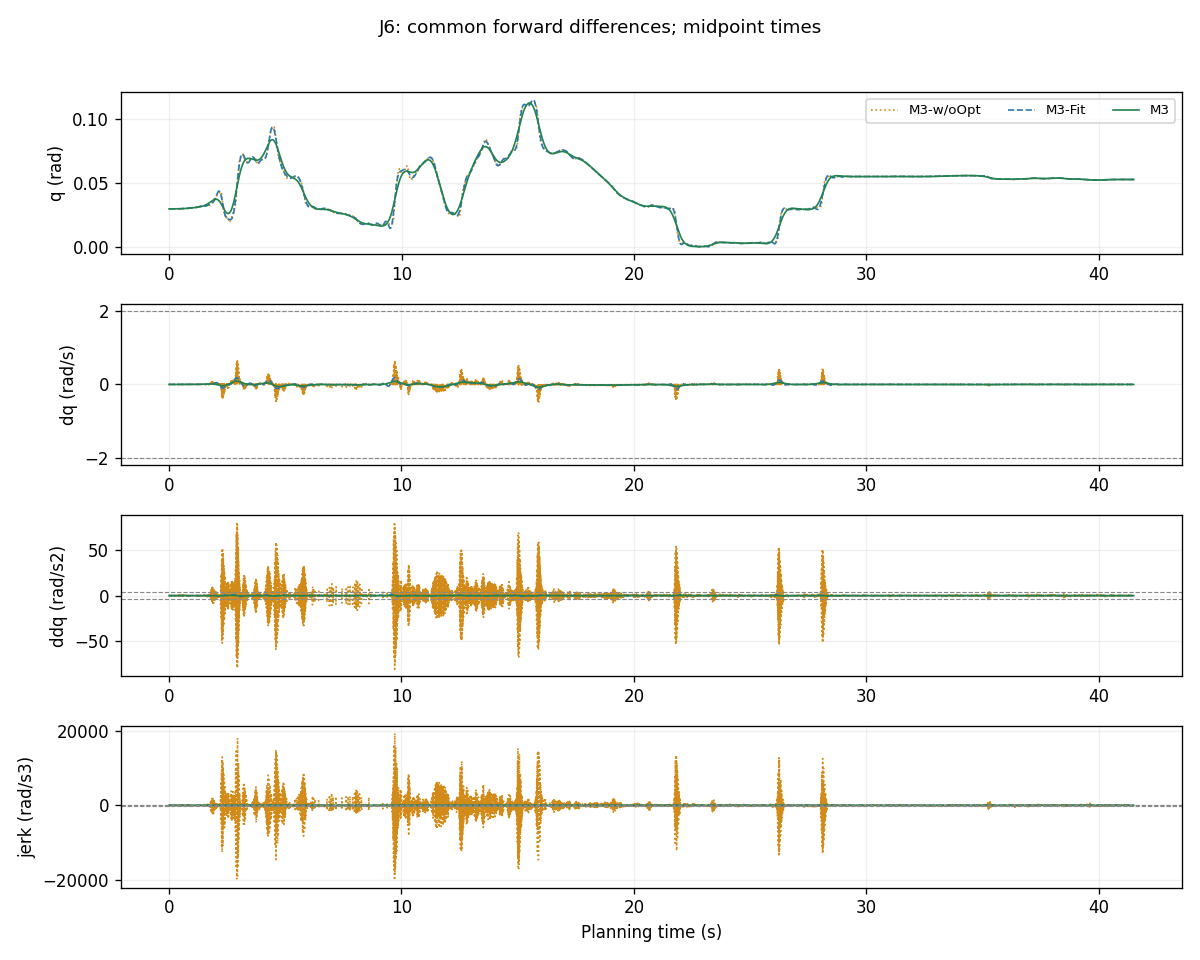 J6: common forward differences; midpoint times
M3-w/oOpt M3-Fit M3
q (rad)
0.10
0.05
0.00
0 10 20 30 40
dq (rad/s)
2
0
−2
0 10 20 30 40
ddq (rad/s2)
50
0
−50
0 10 20 30 40
jerk (rad/s3)
20000
0
−20000
0 10 20 30 40
Planning time (s)